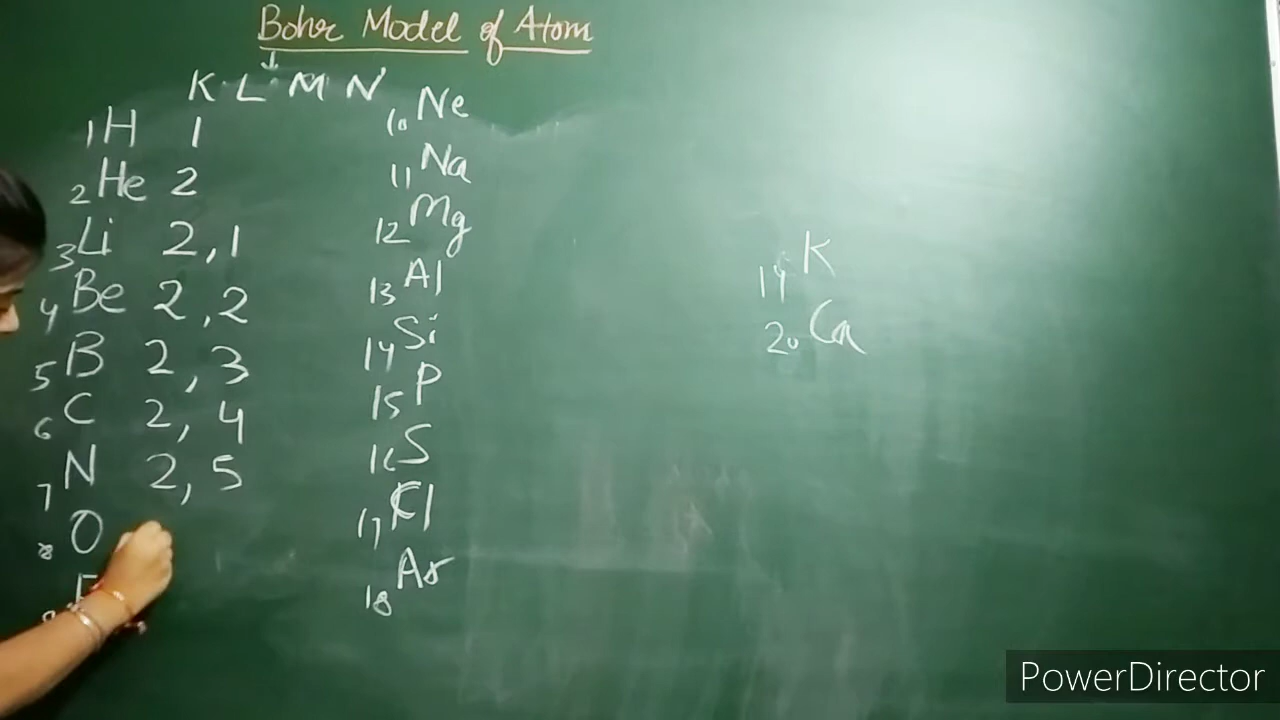 Bohr Model of Atom
K L M N
1H 1
2He 2
3Li 2,1
4Be 2,2
5B 2,3
6C 2,4
7N 2,5
8O
F
10Ne
11Na
12Mg
13Al
14Si
15P
16S
17Cl
18Ar
19K
20Ca
PowerDirector